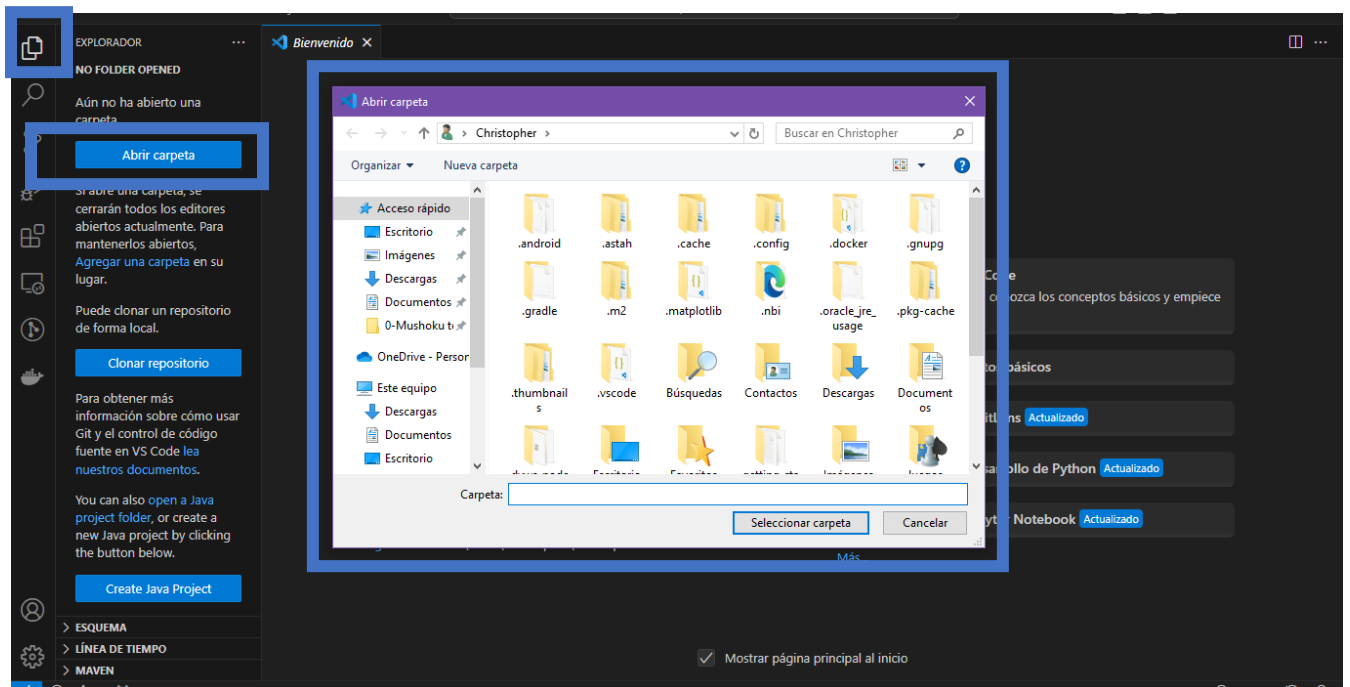 EXPLORADOR
Bienvenido
NO FOLDER OPENED
Aún no ha abierto una
carpeta
Abrir carpeta
Si abre una carpeta, se
cerrarán todos los editores
abiertos actualmente. Para
mantenerlos abiertos,
Agregar una carpeta en su
lugar.
Puede clonar un repositorio
de forma local.
Clonar repositorio
Para obtener más
información sobre cómo usar
Git y el control de código
fuente en VS Code lea
nuestros documentos.
You can also open a Java
project folder, or create a
new Java project by clicking
the button below.
Create Java Project
ESQUEMA
LÍNEA DE TIEMPO
MAVEN
Abrir carpeta
Christopher
Buscar en Christopher
Organizar
Nueva carpeta
Acceso rápido
Escritorio
Imágenes
Descargas
Documentos
0-Mushoku
OneDrive - Person
Este equipo
Descargas
Documentos
Escritorio
.android
.astah
.cache
.config
.docker
.gnupg
.gradle
.m2
.matplotlib
.nbi
.oracle_jre_
usage
.pkg-cache
.thumbnail
s
.vscode
Búsquedas
Contactos
Descargas
Document
os
Carpeta:
Seleccionar carpeta
Cancelar
conozca los conceptos básicos y empiece
básicos
Actualizado
de Python Actualizado
Notebook Actualizado
Más...
Mostrar página principal al inicio